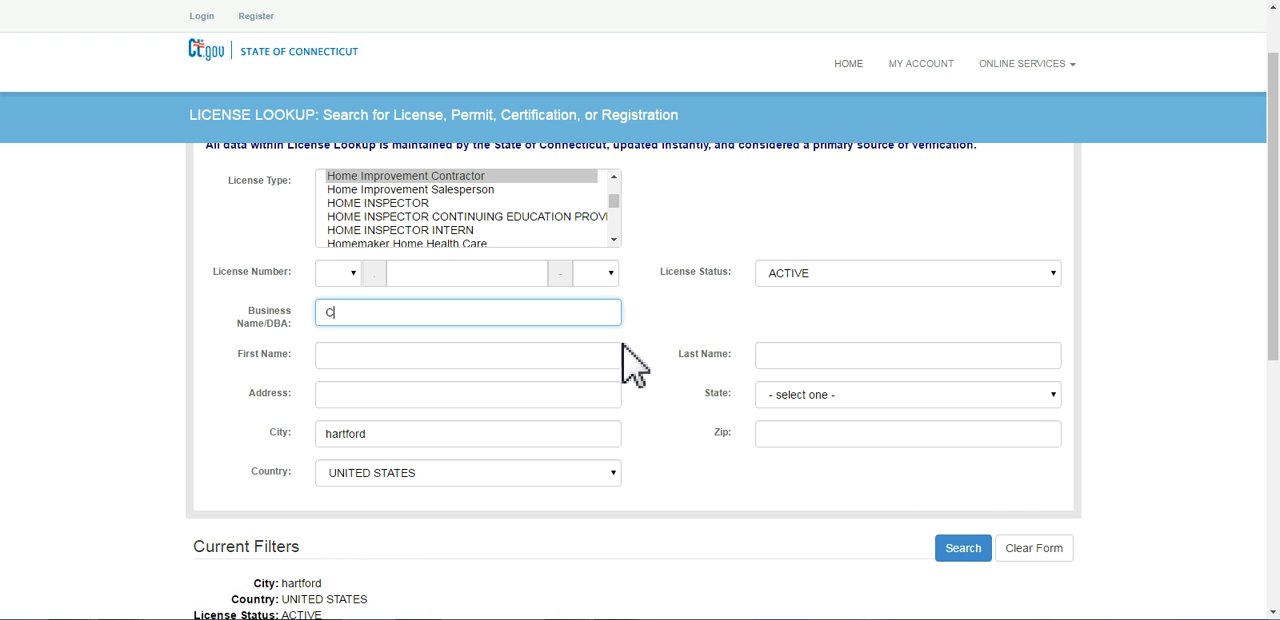 Login Register
Ct.gov STATE OF CONNECTICUT
HOME MY ACCOUNT ONLINE SERVICES
LICENSE LOOKUP: Search for License, Permit, Certification, or Registration
All data within License Lookup is maintained by the State of Connecticut, updated instantly, and considered a primary source of verification.
License Type:
Home Improvement Contractor
Home Improvement Salesperson
HOME INSPECTOR
HOME INSPECTOR CONTINUING EDUCATION PROVI
HOME INSPECTOR INTERN
Homemaker Home Health Care
License Number: . - License Status: ACTIVE
Business
Name/DBA: C
First Name: Last Name:
Address: State: - select one -
City: hartford Zip:
Country: UNITED STATES
Current Filters Search Clear Form
City: hartford
Country: UNITED STATES
License Status: ACTIVE